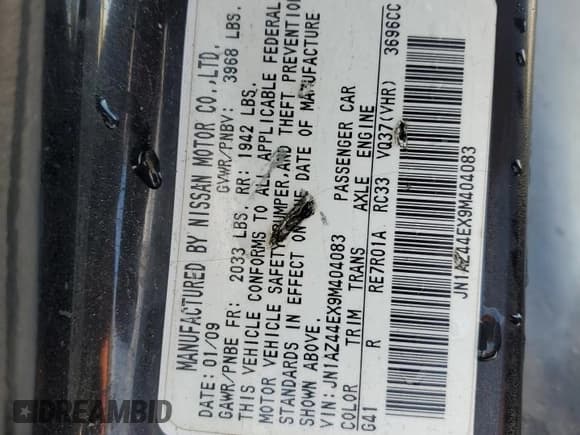 MANUFACTURED BY NISSAN MOTOR CO.,LTD.
DATE: 01/09 GVWR/PNBV: 3968 LBS.
GAWR/PNBE FR: 2033 LBS. RR: 1942 LBS.
THIS VEHICLE CONFORMS TO ALL APPLICABLE FEDERAL
MOTOR VEHICLE SAFETY, BUMPER, AND THEFT PREVENTION
STANDARDS IN EFFECT ON THE DATE OF MANUFACTURE
SHOWN ABOVE.
VIN: JN1AZ44EX9M404083 PASSENGER CAR
COLOR TRIM TRANS AXLE ENGINE
G41 R RE7R01A RC33 VQ37(VHR) 3696CC
JN1AZ44EX9M404083
DREAMBID